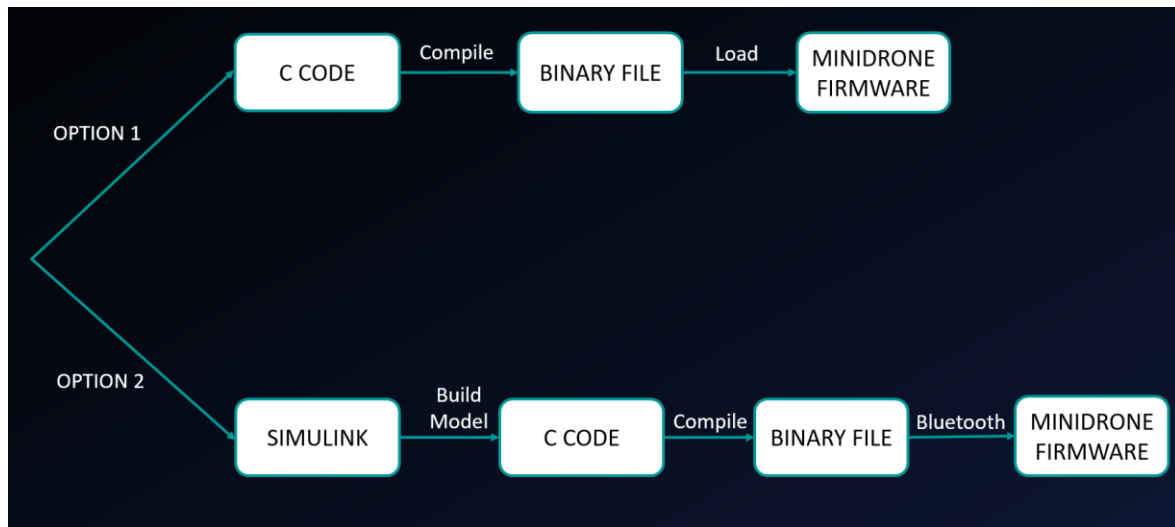 OPTION 1
C CODE
Compile
BINARY FILE
Load
MINIDRONE
FIRMWARE
OPTION 2
SIMULINK
Build
Model
C CODE
Compile
BINARY FILE
Bluetooth
MINIDRONE
FIRMWARE